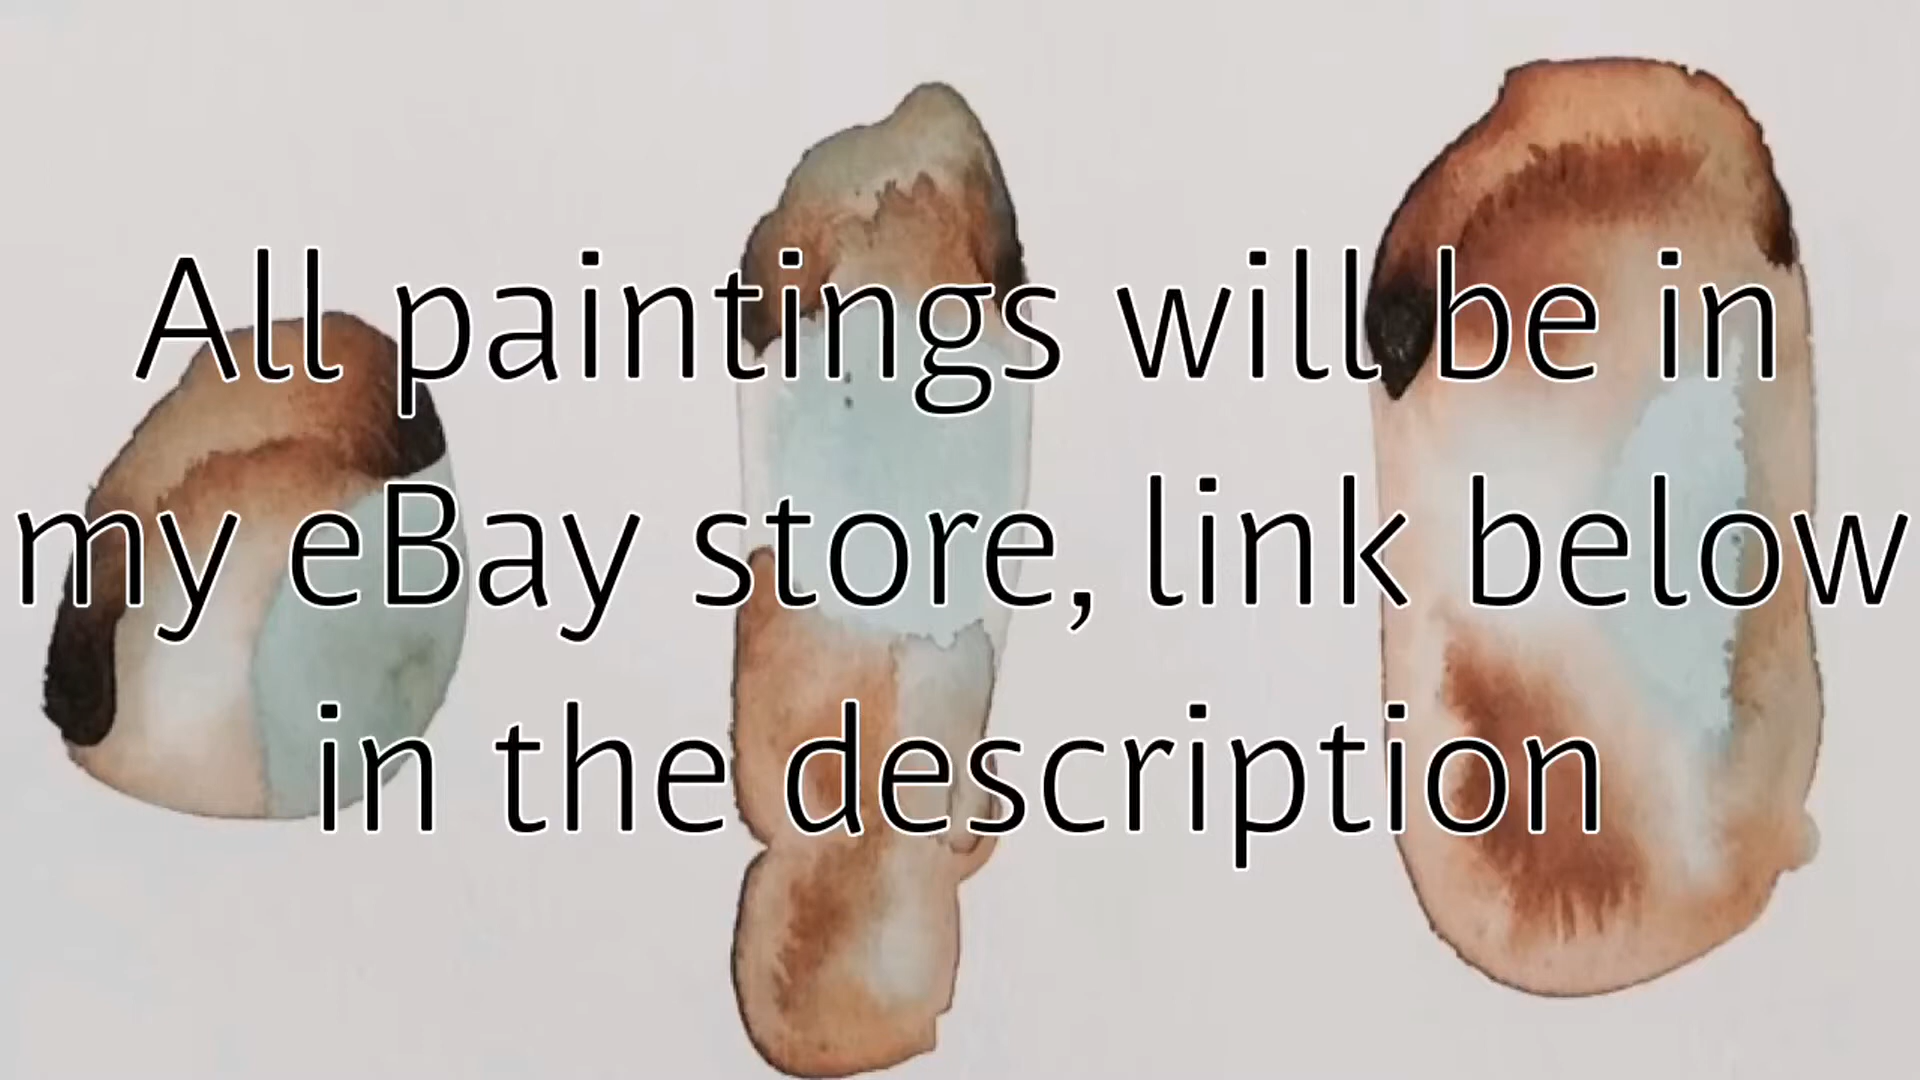 All paintings will be in
my eBay store, link below
in the description